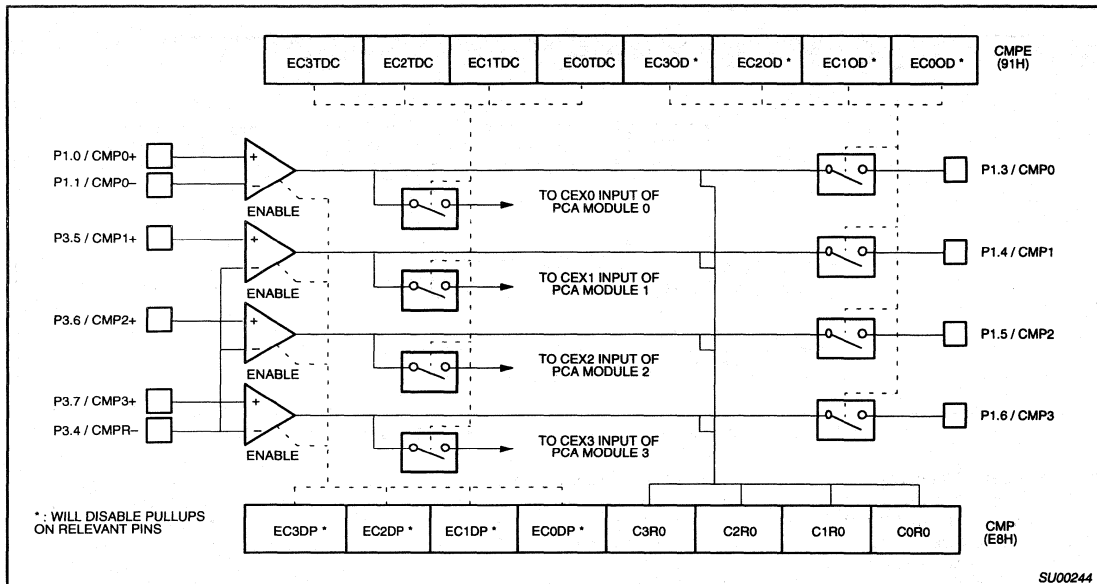 EC3TDC EC2TDC EC1TDC EC0TDC EC3OD * EC2OD * EC1OD * EC0OD *
CMPE
(91H)
P1.0 / CMP0+
+
P1.1 / CMP0–
–
ENABLE
P1.3 / CMP0
TO CEX0 INPUT OF
PCA MODULE 0
P3.5 / CMP1+
+
–
ENABLE
P1.4 / CMP1
TO CEX1 INPUT OF
PCA MODULE 1
P3.6 / CMP2+
+
–
ENABLE
P1.5 / CMP2
TO CEX2 INPUT OF
PCA MODULE 2
P3.7 / CMP3+
+
P3.4 / CMPR–
–
ENABLE
P1.6 / CMP3
TO CEX3 INPUT OF
PCA MODULE 3
* : WILL DISABLE PULLUPS
ON RELEVANT PINS
EC3DP * EC2DP * EC1DP * EC0DP * C3R0 C2R0 C1R0 C0R0
CMP
(E8H)
SU00244